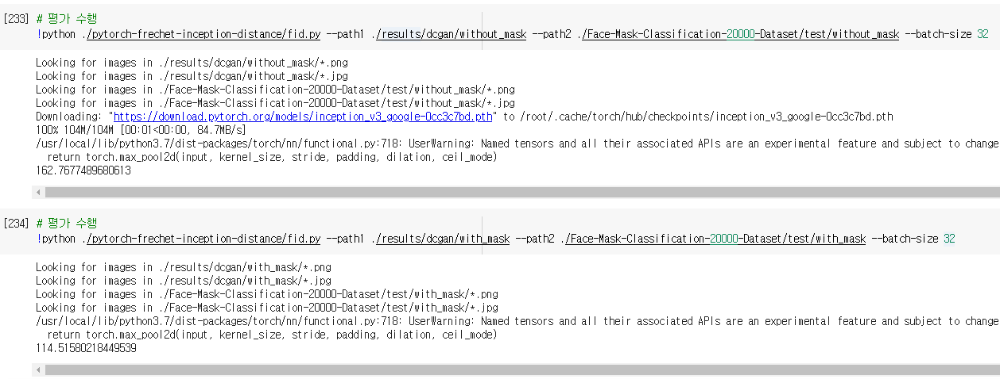 [233] # 평가 수행
!python ./pytorch-frechet-inception-distance/fid.py --path1 ./results/dcgan/without_mask --path2 ./Face-Mask-Classification-20000-Dataset/test/without_mask --batch-size 32
Looking for images in ./results/dcgan/without_mask/*.png
Looking for images in ./results/dcgan/without_mask/*.jpg
Looking for images in ./Face-Mask-Classification-20000-Dataset/test/without_mask/*.png
Looking for images in ./Face-Mask-Classification-20000-Dataset/test/without_mask/*.jpg
Downloading: "https://download.pytorch.org/models/inception_v3_google-0cc3c7bd.pth" to /root/.cache/torch/hub/checkpoints/inception_v3_google-0cc3c7bd.pth
100% 104M/104M [00:01<00:00, 84.7MB/s]
/usr/local/lib/python3.7/dist-packages/torch/nn/functional.py:718: UserWarning: Named tensors and all their associated APIs are an experimental feature and subject to change
return torch.max_pool2d(input, kernel_size, stride, padding, dilation, ceil_mode)
162.7677489680613
[234] # 평가 수행
!python ./pytorch-frechet-inception-distance/fid.py --path1 ./results/dcgan/with_mask --path2 ./Face-Mask-Classification-20000-Dataset/test/with_mask --batch-size 32
Looking for images in ./results/dcgan/with_mask/*.png
Looking for images in ./results/dcgan/with_mask/*.jpg
Looking for images in ./Face-Mask-Classification-20000-Dataset/test/with_mask/*.png
Looking for images in ./Face-Mask-Classification-20000-Dataset/test/with_mask/*.jpg
/usr/local/lib/python3.7/dist-packages/torch/nn/functional.py:718: UserWarning: Named tensors and all their associated APIs are an experimental feature and subject to change
return torch.max_pool2d(input, kernel_size, stride, padding, dilation, ceil_mode)
114.51580218449539